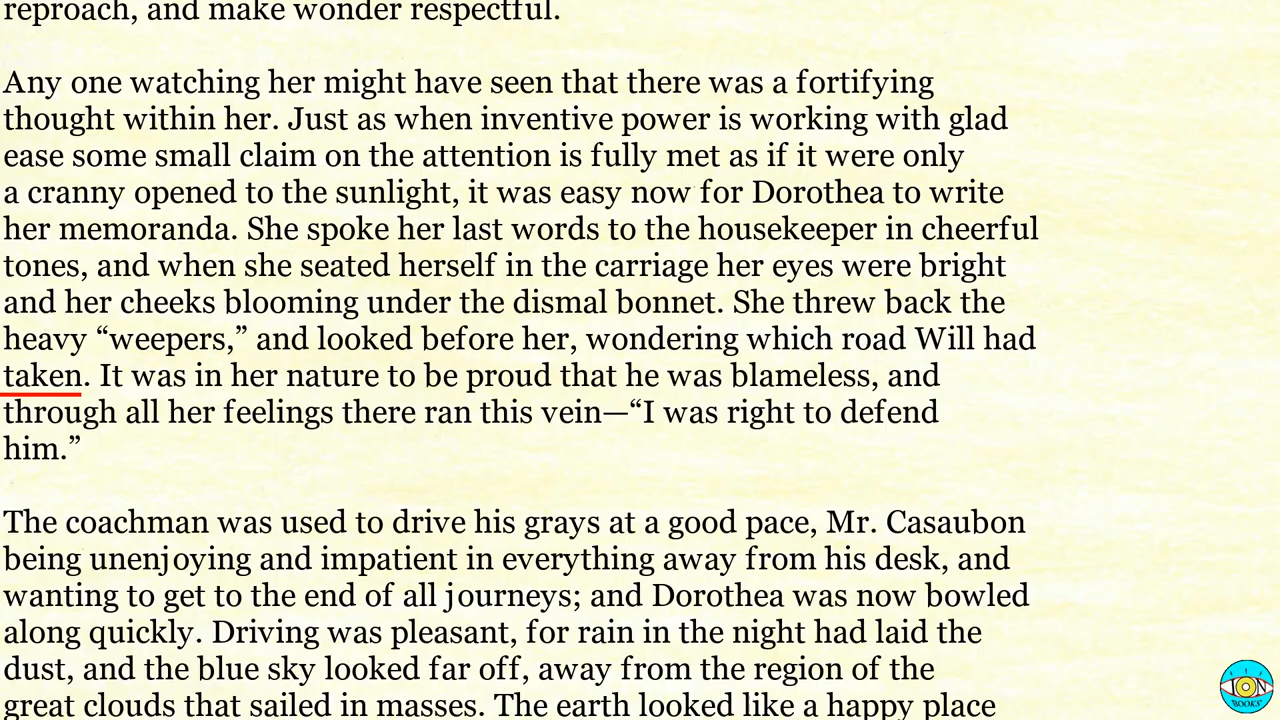 reproach, and make wonder respectful.
Any one watching her might have seen that there was a fortifying
thought within her. Just as when inventive power is working with glad
ease some small claim on the attention is fully met as if it were only
a cranny opened to the sunlight, it was easy now for Dorothea to write
her memoranda. She spoke her last words to the housekeeper in cheerful
tones, and when she seated herself in the carriage her eyes were bright
and her cheeks blooming under the dismal bonnet. She threw back the
heavy “weepers,” and looked before her, wondering which road Will had
taken. It was in her nature to be proud that he was blameless, and
through all her feelings there ran this vein—“I was right to defend
him.”
The coachman was used to drive his grays at a good pace, Mr. Casaubon
being unenjoying and impatient in everything away from his desk, and
wanting to get to the end of all journeys; and Dorothea was now bowled
along quickly. Driving was pleasant, for rain in the night had laid the
dust, and the blue sky looked far off, away from the region of the
great clouds that sailed in masses. The earth looked like a happy place
ION
BOOKS